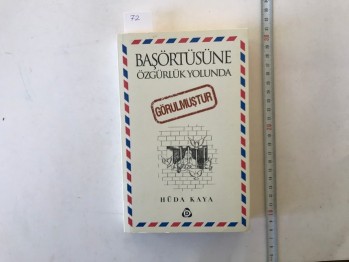 72
BAŞÖRTÜSÜNE
ÖZGÜRLÜK YOLUNDA
GÖRÜLMÜŞTÜR
HÜDA KAYA